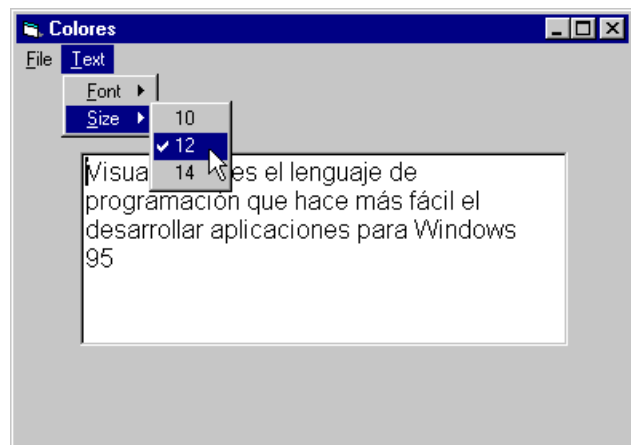 Colores
File Text
Font
Size
10
12
14
Visua es el lenguaje de
programación que hace más fácil el
desarrollar aplicaciones para Windows
95